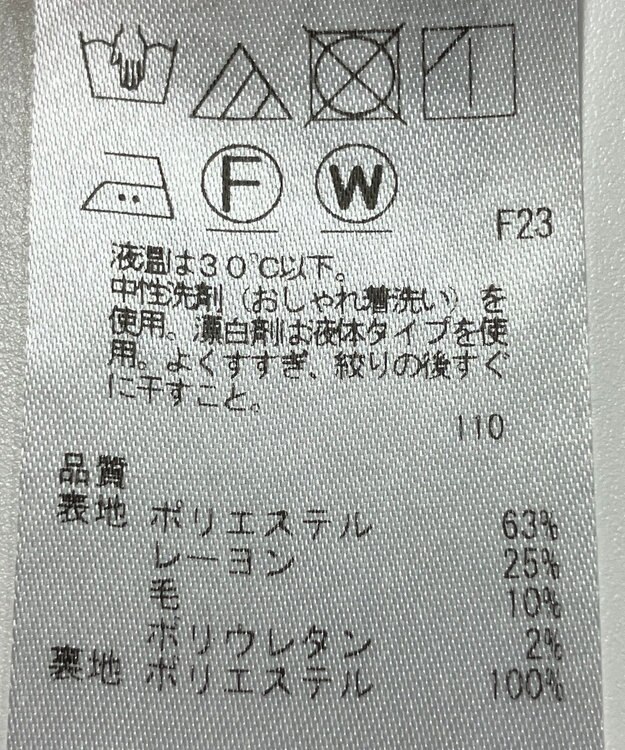 F W
F23
液温は30℃以下。
中性洗剤(おしゃれ着洗い)を
使用。漂白剤は液体タイプを使
用。よくすすぎ、絞りの後すぐ
に干すこと。
110
品質
表地 ポリエステル 63%
レーヨン 25%
毛 10%
ポリウレタン 2%
裏地 ポリエステル 100%